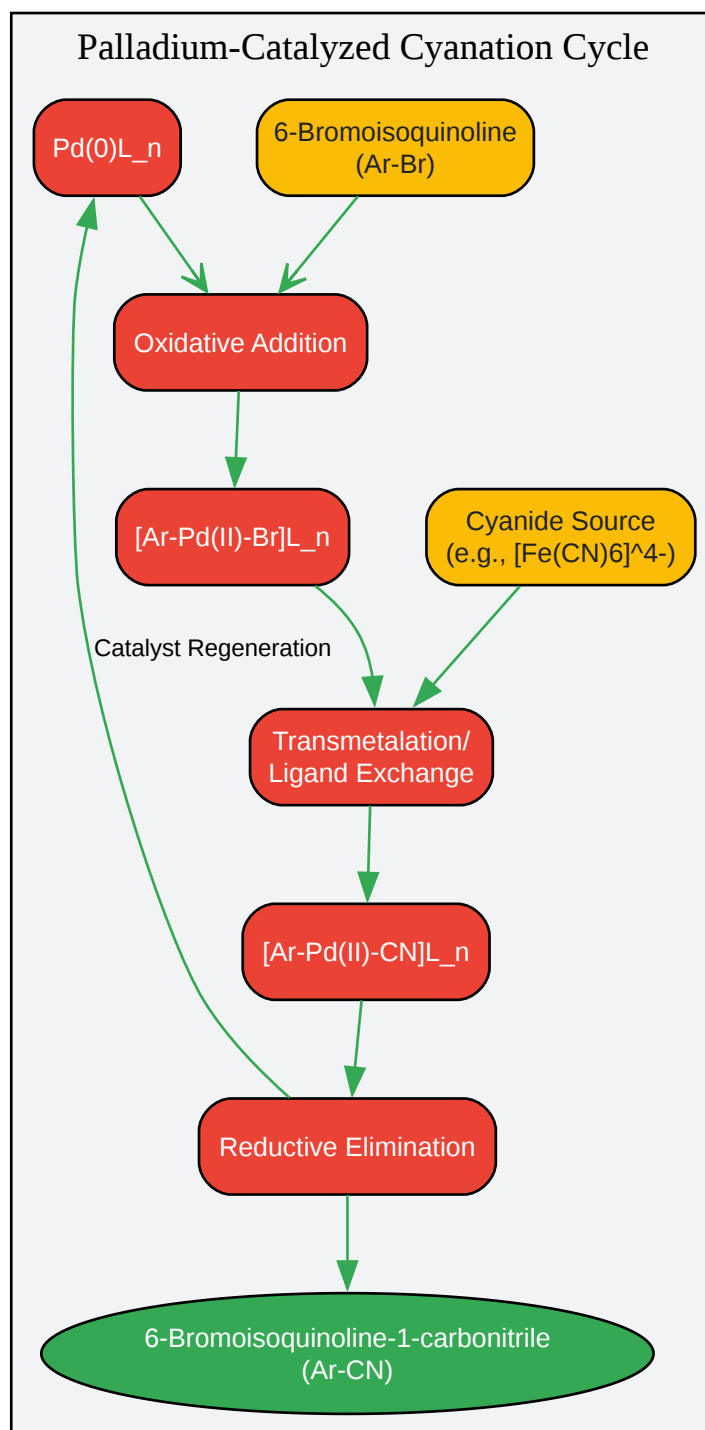 Palladium-Catalyzed Cyanation Cycle
Pd(0)L_n
6-Bromoisoquinoline
(Ar-Br)
Oxidative Addition
[Ar-Pd(II)-Br]L_n
Cyanide Source
(e.g., [Fe(CN)6]^4-)
Catalyst Regeneration
Transmetalation/
Ligand Exchange
[Ar-Pd(II)-CN]L_n
Reductive Elimination
6-Bromoisoquinoline-1-carbonitrile
(Ar-CN)